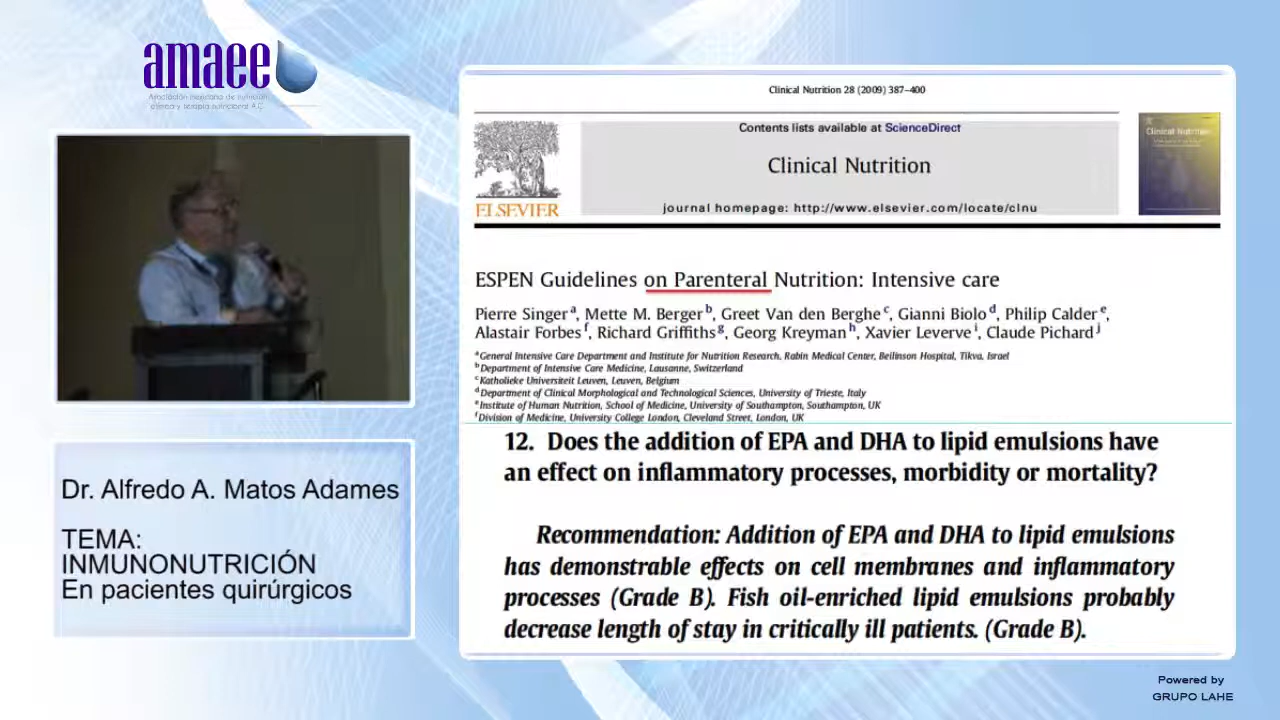 amaee
Asociación mexicana de nutrición
clínica y terapia nutricional A.C.
Clinical Nutrition 28 (2009) 387–400
Contents lists available at ScienceDirect
Clinical Nutrition
journal homepage: http://www.elsevier.com/locate/clnu
ELSEVIER
Clinical Nutrition
ESPEN Guidelines on Parenteral Nutrition: Intensive care
Pierre Singer a, Mette M. Berger b, Greet Van den Berghe c, Gianni Biolo d, Philip Calder e,
Alastair Forbes f, Richard Griffiths g, Georg Kreyman h, Xavier Leverve i, Claude Pichard j
a General Intensive Care Department and Institute for Nutrition Research, Rabin Medical Center, Beilinson Hospital, Tikva, Israel
b Department of Intensive Care Medicine, Lausanne, Switzerland
c Katholieke Universiteit Leuven, Leuven, Belgium
d Department of Clinical Morphological and Technological Sciences, University of Trieste, Italy
e Institute of Human Nutrition, School of Medicine, University of Southampton, Southampton, UK
f Division of Medicine, University College London, Cleveland Street, London, UK
12. Does the addition of EPA and DHA to lipid emulsions have
an effect on inflammatory processes, morbidity or mortality?
Recommendation: Addition of EPA and DHA to lipid emulsions
has demonstrable effects on cell membranes and inflammatory
processes (Grade B). Fish oil-enriched lipid emulsions probably
decrease length of stay in critically ill patients. (Grade B).
Dr. Alfredo A. Matos Adames
TEMA:
INMUNONUTRICIÓN
En pacientes quirúrgicos
Powered by
GRUPO LAHE